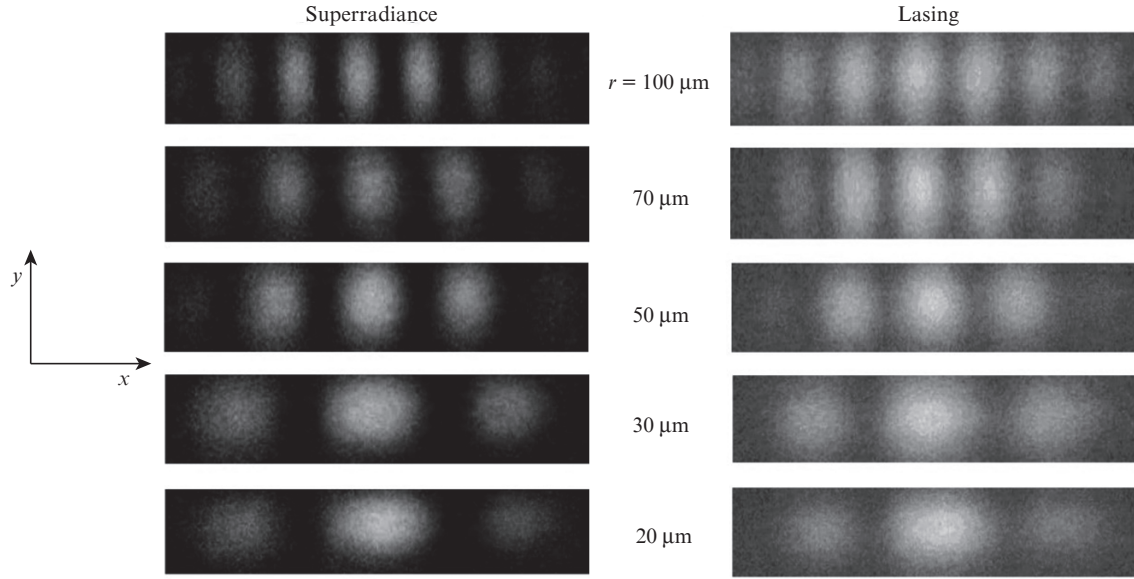 Superradiance
Lasing
r = 100 μm
70 μm
y
50 μm
x
30 μm
20 μm